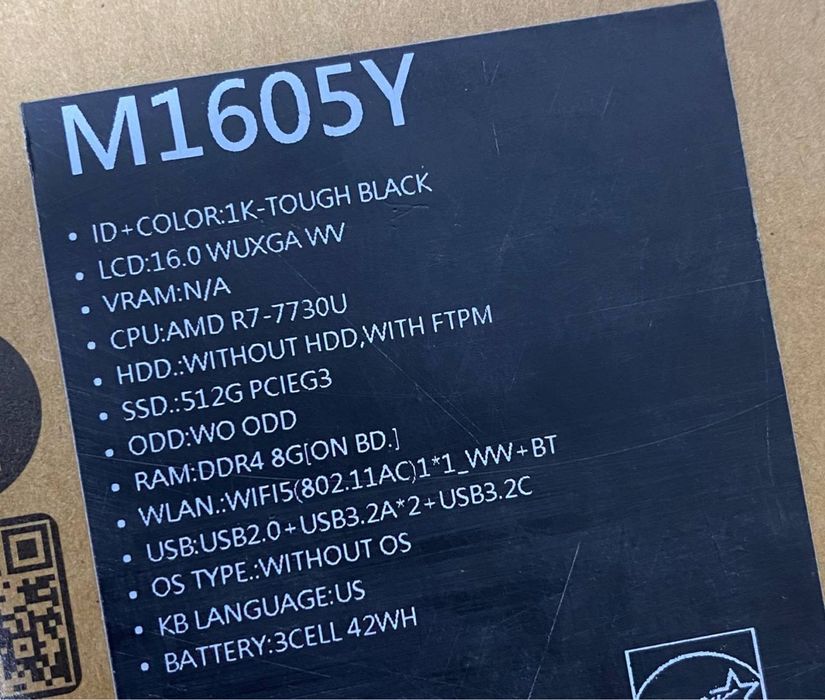 M1605Y
• ID+COLOR:1K-TOUGH BLACK
• LCD:16.0 WUXGA WV
• VRAM:N/A
• CPU:AMD R7-7730U
• HDD.:WITHOUT HDD,WITH FTPM
• SSD.:512G PCIEG3
• ODD:WO ODD
• RAM:DDR4 8G[ON BD.]
• WLAN.:WIFI5(802.11AC)1*1_WW+BT
• USB:USB2.0+USB3.2A*2+USB3.2C
• OS TYPE.:WITHOUT OS
• KB LANGUAGE:US
• BATTERY:3CELL 42WH